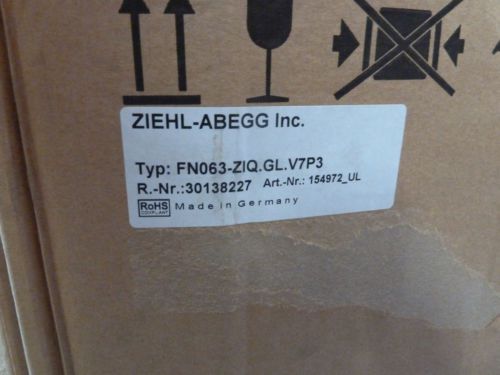 ZIEHL-ABEGG Inc.
Typ: FN063-ZIQ.GL.V7P3
R.-Nr.:30138227 Art.-Nr.: 154972_UL
RoHS COMPLIANT Made in Germany